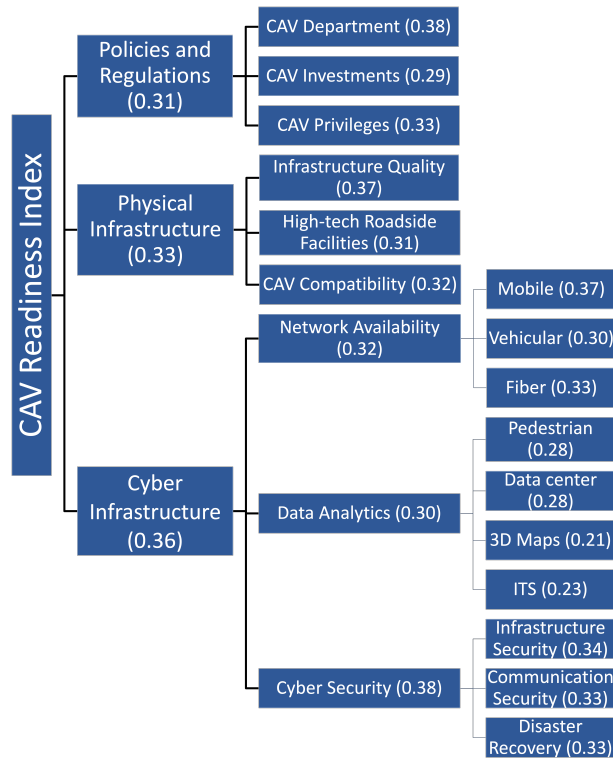 CAV Readiness Index
Policies and
Regulations
(0.31)
CAV Department (0.38)
CAV Investments (0.29)
CAV Privileges (0.33)
Physical
Infrastructure
(0.33)
Infrastructure Quality
(0.37)
High-tech Roadside
Facilities (0.31)
CAV Compatibility (0.32)
Cyber
Infrastructure
(0.36)
Network Availability
(0.32)
Mobile (0.37)
Vehicular (0.30)
Fiber (0.33)
Data Analytics (0.30)
Pedestrian
(0.28)
Data center
(0.28)
3D Maps (0.21)
ITS (0.23)
Cyber Security (0.38)
Infrastructure
Security (0.34)
Communication
Security (0.33)
Disaster
Recovery (0.33)